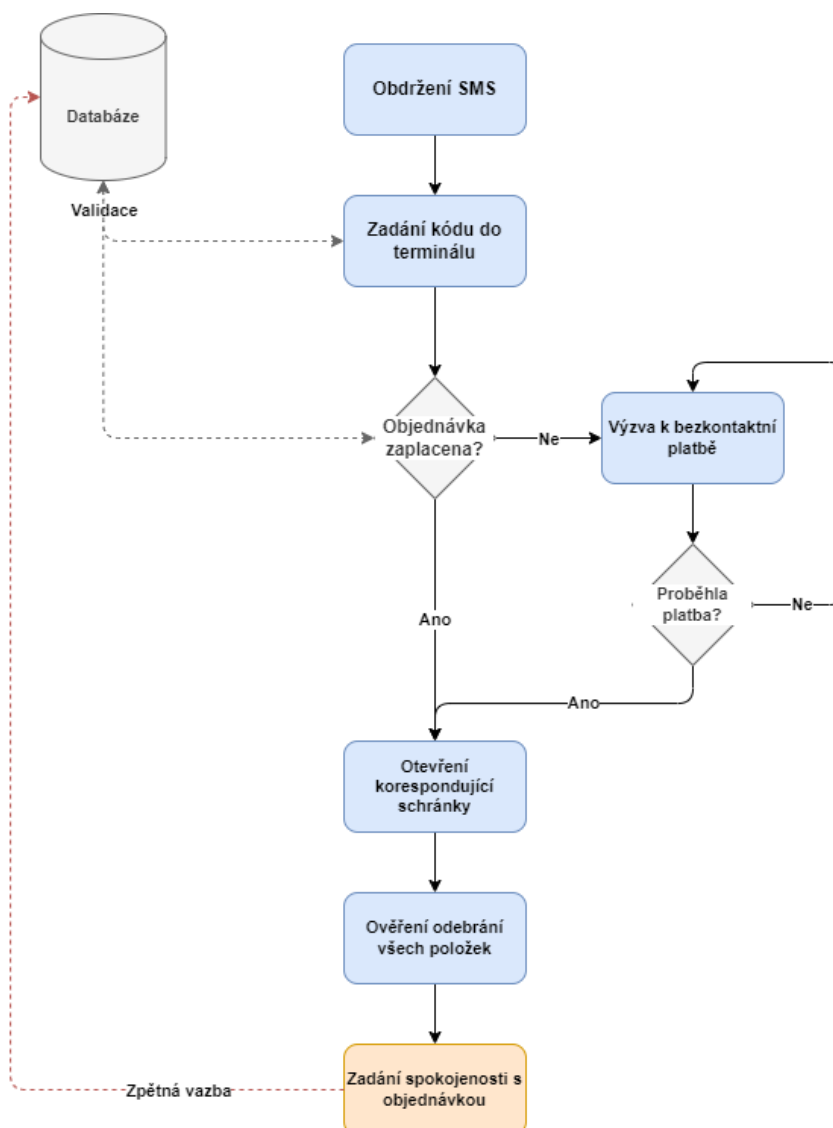 Obdržení SMS
Databáze
Validace
Zadání kódu do
terminálu
Objednávka
zaplacena?
Ne
Výzva k bezkontaktní
platbě
Proběhla
platba?
Ne
Ano
Ano
Otevření
korespondující
schránky
Ověření odebrání
všech položek
Zadání spokojenosti s
objednávkou
Zpětná vazba